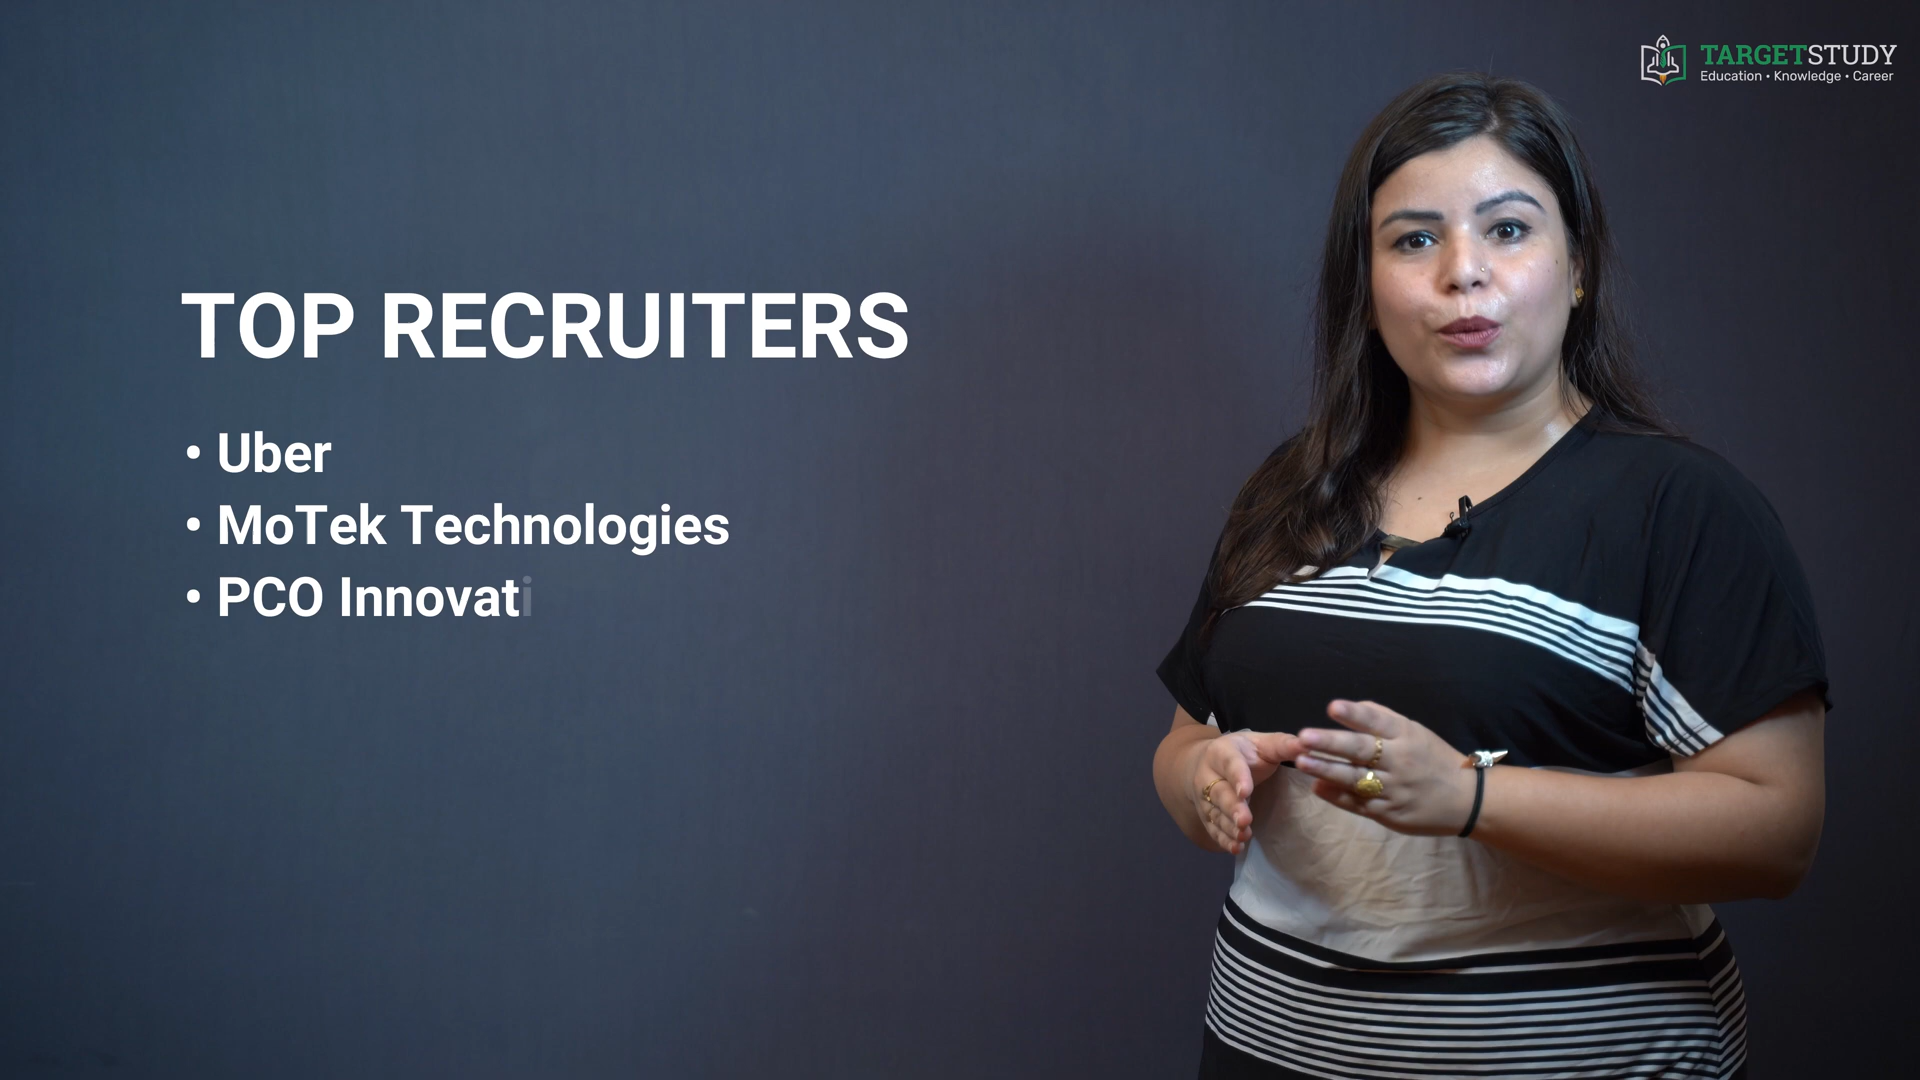 TARGETSTUDY
Education • Knowledge • Career
TOP RECRUITERS
• Uber
• MoTek Technologies
• PCO Innovati